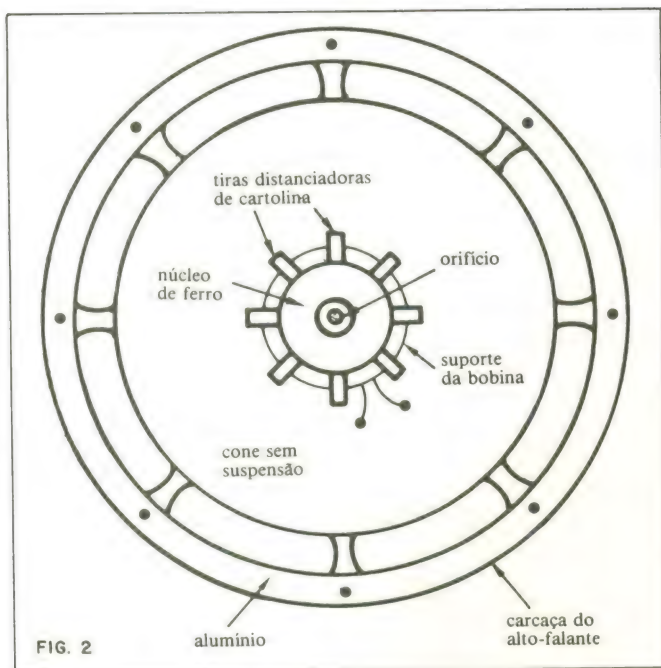 tiras distanciadoras
de cartolina
núcleo
de ferro
orifício
suporte
da bobina
cone sem
suspensão
alumínio
carcaça do
alto-falante
FIG. 2